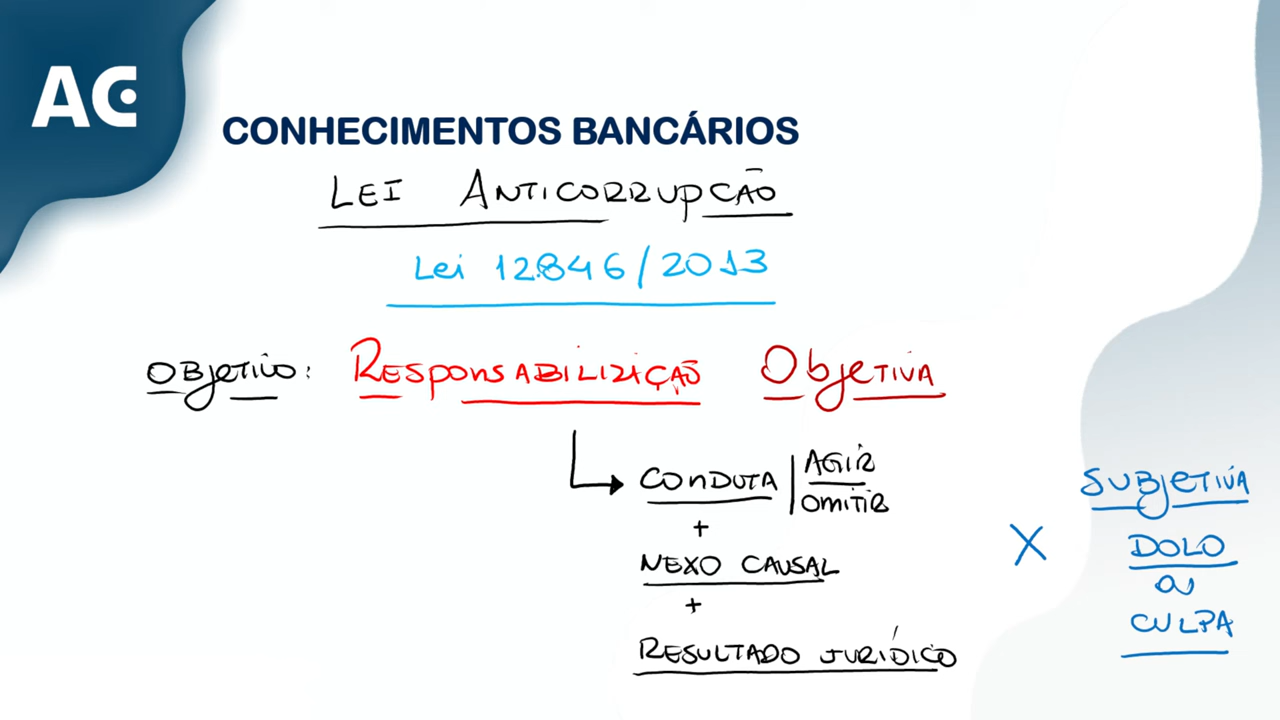 AC
CONHECIMENTOS BANCÁRIOS
LEI ANTICORRUPÇÃO
Lei 12.846/2013
OBJETIVO: RESPONSABILIZAÇÃO OBJETIVA
CONDUTA | AGIR
OMITIR
+
NEXO CAUSAL
+
RESULTADO JURÍDICO
X
SUBJETIVA
DOLO
OU
CULPA